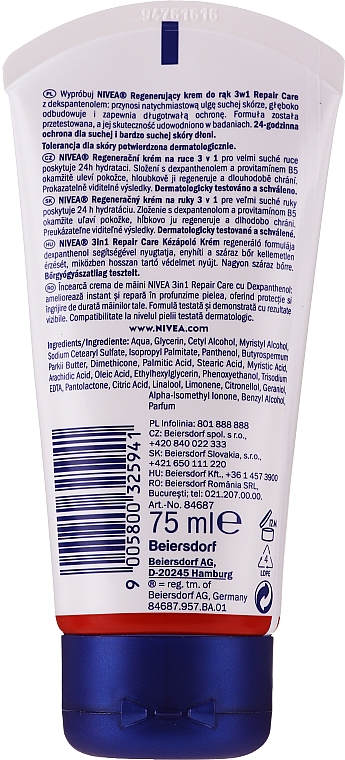 94761616
PL Wypróbuj NIVEA® Regenerujący krem do rąk 3w1 Repair Care
z dekspantenolem: przynosi natychmiastową ulgę suchej skórze, głęboko
odbudowuje i zapewnia długotrwałą ochronę. Formuła została
przetestowana, a jej skuteczność udowodniono w badaniach. 24-godzinna
ochrona dla suchej i bardzo suchej skóry dłoni.
Tolerancja dla skóry potwierdzona dermatologicznie.
CZ NIVEA® Regenerační krém na ruce 3 v 1 pro velmi suché ruce
poskytuje 24h hydrataci. Složení s dexpanthenolem a provitamínem B5
okamžitě uleví pokožce, hloubkově ji regeneruje a dlouhodobě chrání.
Prokazatelně viditelné výsledky. Dermatologicky testováno a schváleno.
SK NIVEA® Regeneračný krém na ruky 3 v 1 pre veľmi suché ruky
poskytuje 24 h hydratáciu. Zloženie s dexpanthenolom a provitamínom B5
okamžite uľaví pokožke, hĺbkovo ju regeneruje a dlhodobo chráni.
Preukázateľne viditeľné výsledky. Dermatologicky testované a schválené.
HU NIVEA® 3in1 Repair Care Kézápoló Krém regeneráló formulája
dexpanthenol segítségével nyugtatja, enyhíti a száraz bőr kellemetlen
érzését, miközben hosszan tartó védelmet nyújt. Nagyon száraz bőrre.
Bőrgyógyászatilag tesztelt.
RO Încearcă crema de mâini NIVEA 3in1 Repair Care cu Dexpanthenol;
ameliorează instant și repară în profunzime pielea, oferind protecție și
îngrijire de durată mâinilor tale. Formulă testată și demonstrată cu rezultate
vizibile. Compatibilitate la nivelul pielii testată dermatologic.
WWW.NIVEA.com
Ingredients/Ingrediente: Aqua, Glycerin, Cetyl Alcohol, Myristyl Alcohol,
Sodium Cetearyl Sulfate, Isopropyl Palmitate, Panthenol, Butyrospermum
Parkii Butter, Dimethicone, Palmitic Acid, Stearic Acid, Myristic Acid,
Arachidic Acid, Oleic Acid, Ethylhexylglycerin, Phenoxyethanol, Trisodium
EDTA, Pantolactone, Citric Acid, Linalool, Limonene, Citronellol, Geraniol,
Alpha-Isomethyl Ionone, Benzyl Alcohol,
Parfum
PL Infolinia: 801 888 888
CZ: Beiersdorf spol. s r.o.,
+420 840 022 333
SK: Beiersdorf Slovakia, s.r.o.,
+421 650 111 220
HU: Beiersdorf Kft., +36 1 457 3900
RO: Beiersdorf România SRL,
București; tel: 021.207.00.00.
Art.-No. 84687
75 ml e
12M
4
LDPE
Beiersdorf
Beiersdorf AG,
D-20245 Hamburg
® = reg. tm. of
Beiersdorf AG, Germany
84687.957.BA.01
9 005800 325941